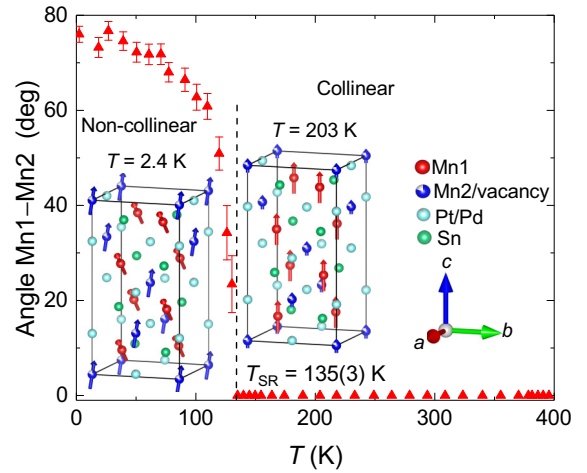 80
60
40
20
0
Angle Mn1−Mn2 (deg)
Non-collinear
T = 2.4 K
Collinear
T = 203 K
Mn1
Mn2/vacancy
Pt/Pd
Sn
c
b
a
T_SR = 135(3) K
0 100 200 300 400
T (K)